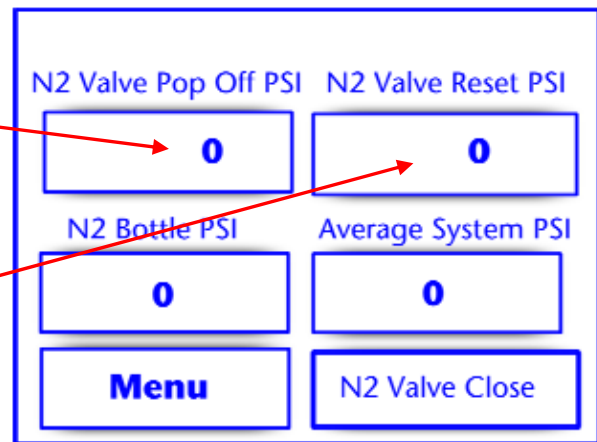 N2 Valve Pop Off PSI N2 Valve Reset PSI
0 0
N2 Bottle PSI Average System PSI
0 0
Menu N2 Valve Close